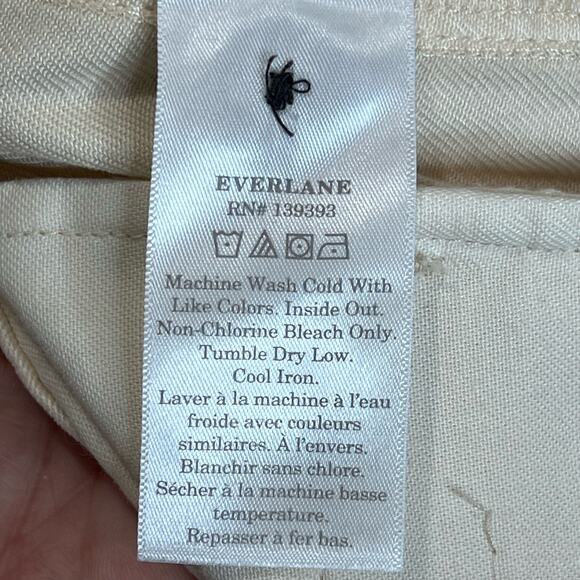 EVERLANE
RN# 139393
Machine Wash Cold With
Like Colors. Inside Out.
Non-Chlorine Bleach Only.
Tumble Dry Low.
Cool Iron.
Laver à la machine à l'eau
froide avec couleurs
similaires. À l'envers.
Blanchir sans chlore.
Sécher à la machine basse
temperature.
Repasser à fer bas.